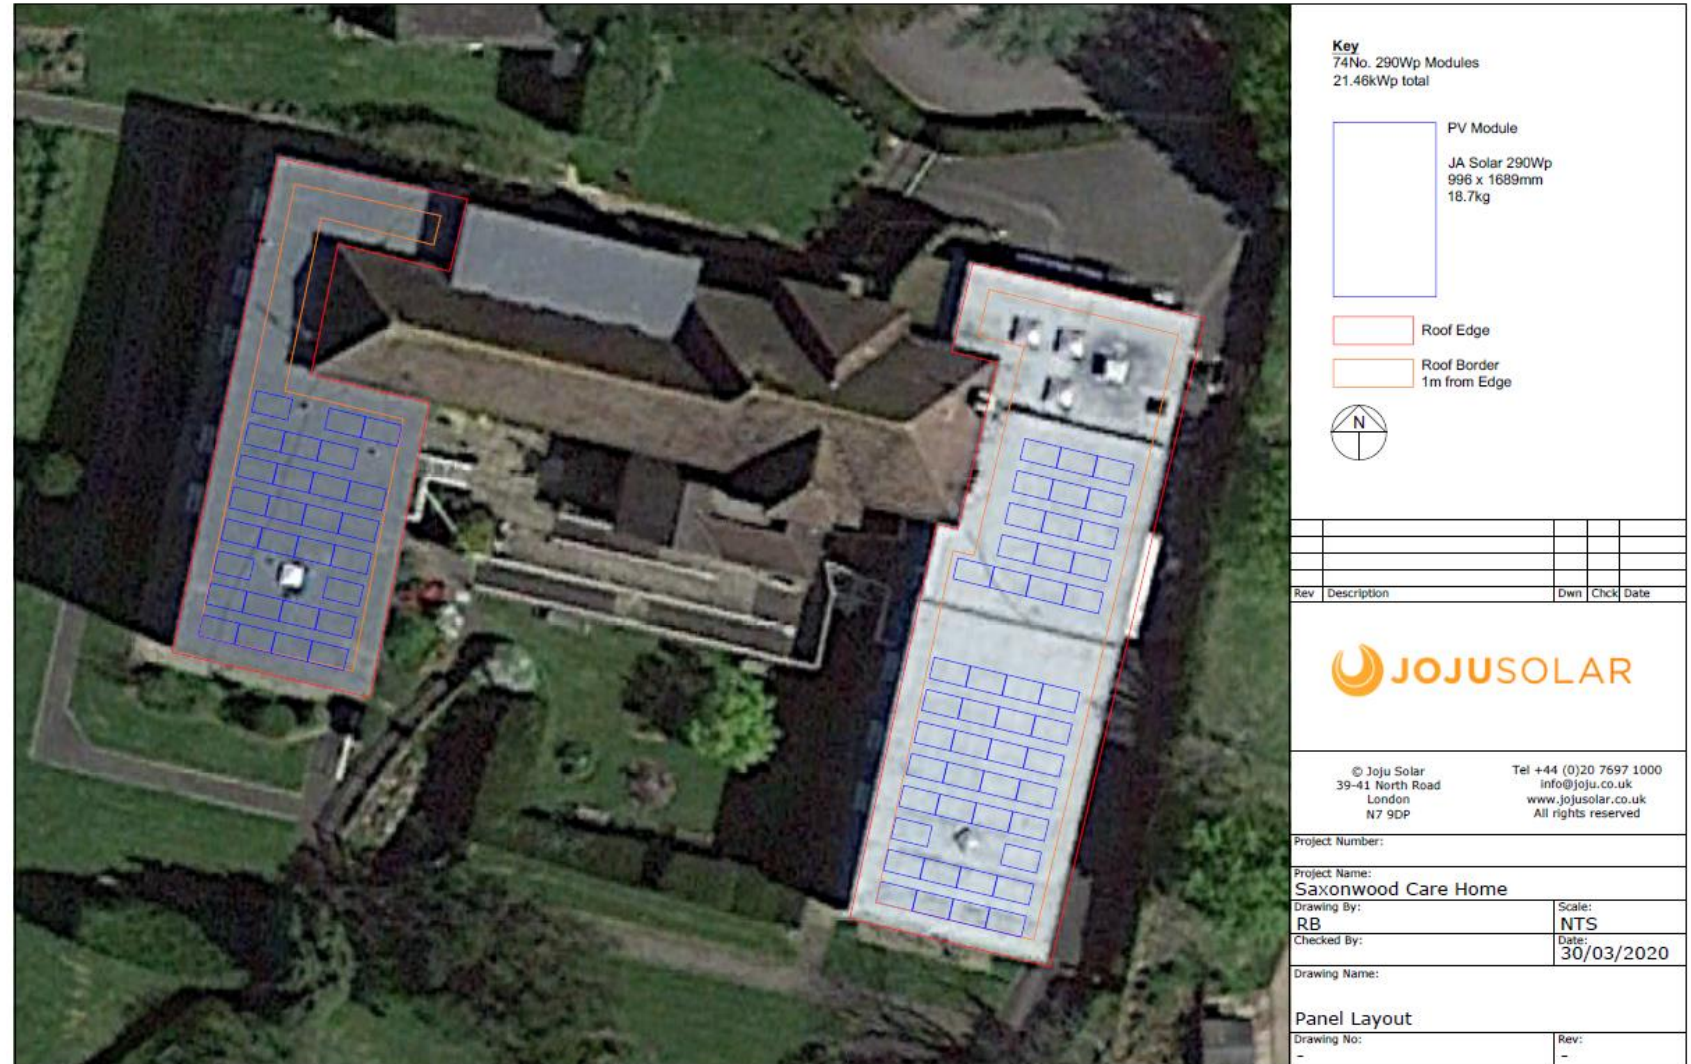 Key
74No. 290Wp Modules
21.46kWp total
PV Module
JA Solar 290Wp
996 x 1689mm
18.7kg
Roof Edge
Roof Border
1m from Edge
N
Rev Description Dwn Chck Date
JOJUSOLAR
© Joju Solar
39-41 North Road
London
N7 9DP
Tel +44 (0)20 7697 1000
info@joju.co.uk
www.jojusolar.co.uk
All rights reserved
Project Number:
Project Name:
Saxonwood Care Home
Drawing By:
RB
Scale:
NTS
Checked By:
Date:
30/03/2020
Drawing Name:
Panel Layout
Drawing No:
-
Rev:
-